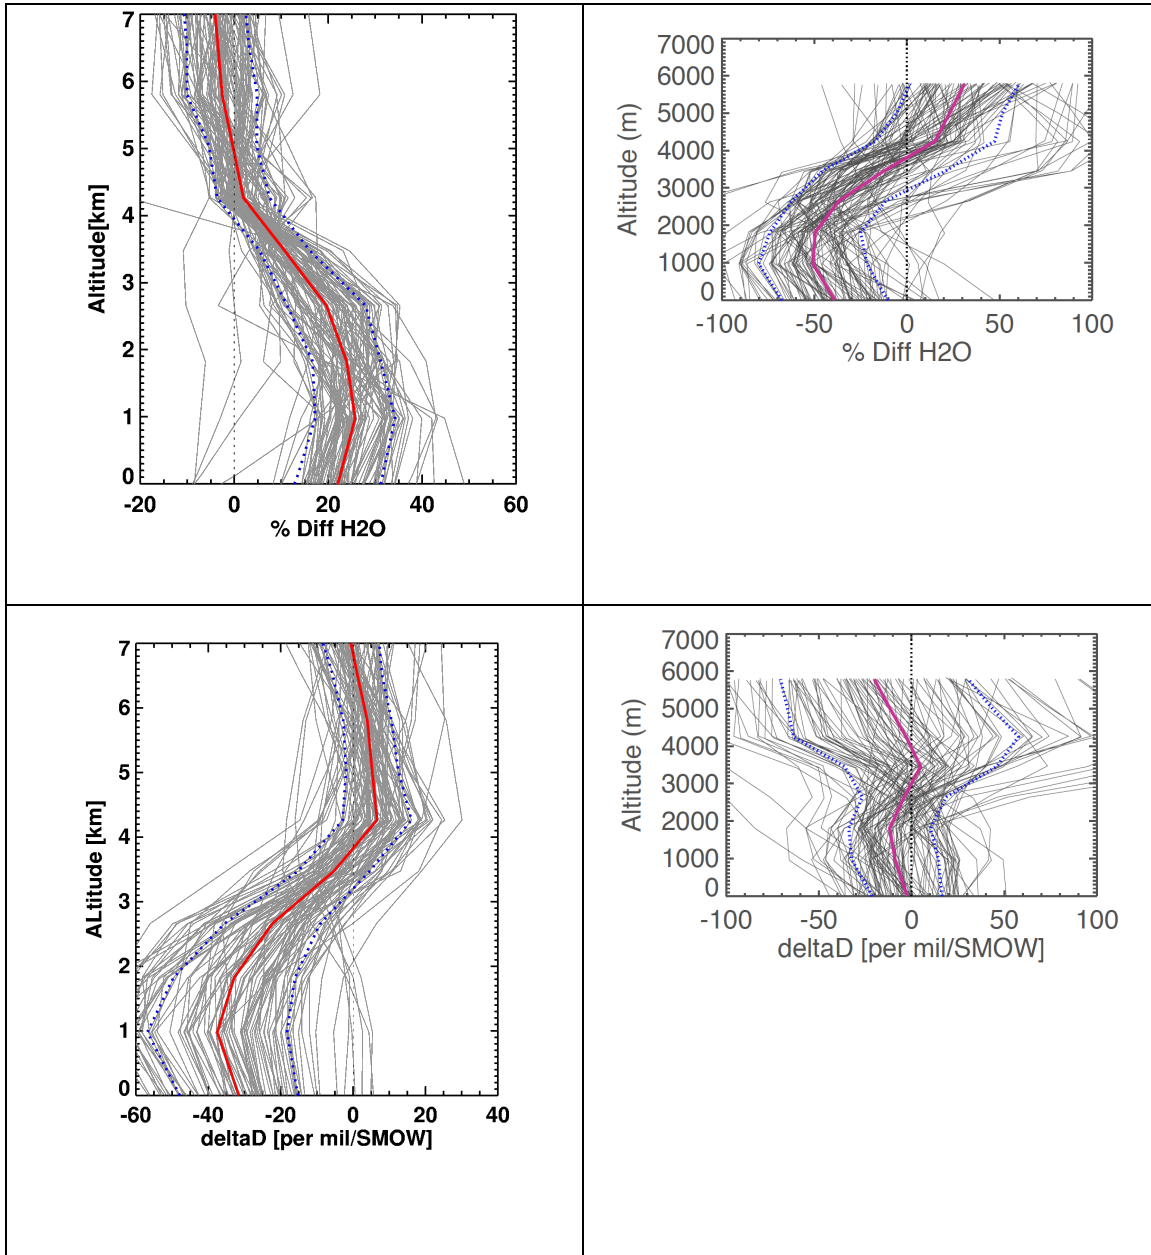 7
6
5
4
3
2
1
0
Altitude[km]
-20 0 20 40 60
% Diff H2O
7000
6000
5000
4000
3000
2000
1000
0
Altitude (m)
-100 -50 0 50 100
% Diff H2O
7
6
5
4
3
2
1
0
ALtitude [km]
-60 -40 -20 0 20 40
deltaD [per mil/SMOW]
7000
6000
5000
4000
3000
2000
1000
0
Altitude (m)
-100 -50 0 50 100
deltaD [per mil/SMOW]